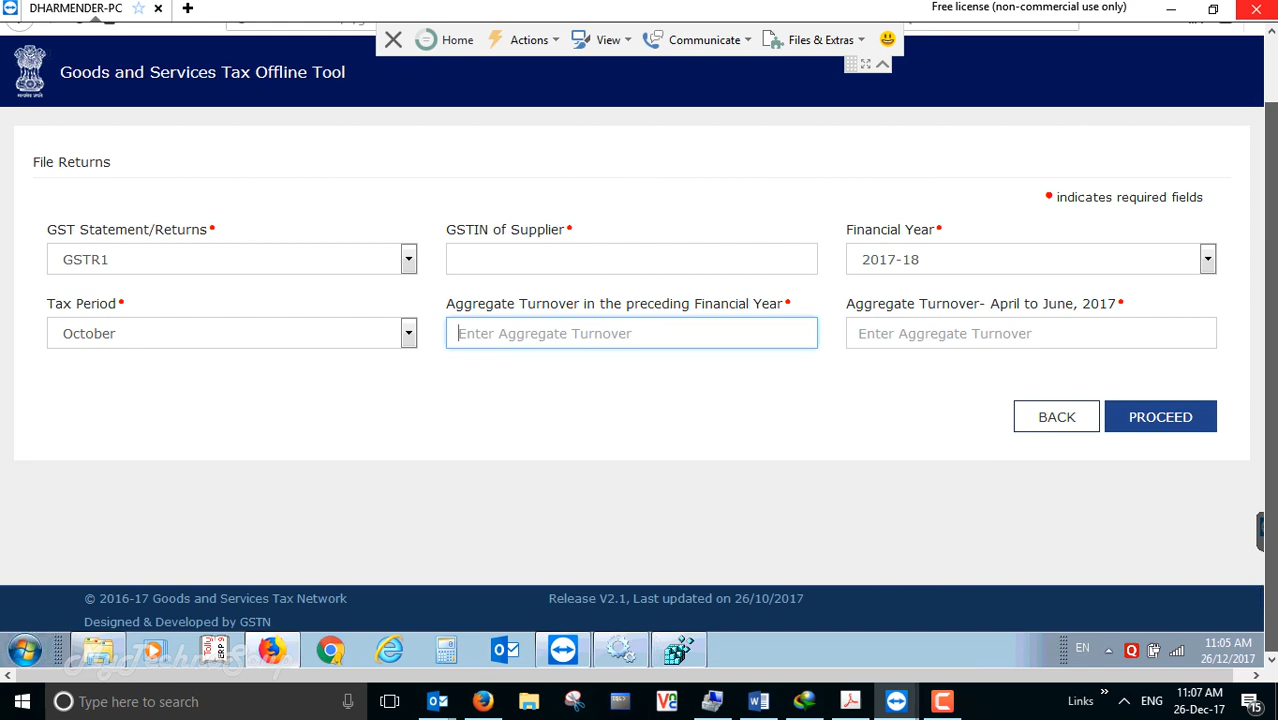 DHARMENDER-PC
Free license (non-commercial use only)
Home Actions View Communicate Files & Extras
Goods and Services Tax Offline Tool
File Returns
• indicates required fields
GST Statement/Returns• GSTIN of Supplier• Financial Year•
GSTR1 2017-18
Tax Period• Aggregate Turnover in the preceding Financial Year• Aggregate Turnover- April to June, 2017•
October Enter Aggregate Turnover Enter Aggregate Turnover
BACK PROCEED
© 2016-17 Goods and Services Tax Network Release V2.1, Last updated on 26/10/2017
Designed & Developed by GSTN
EN 11:05 AM
26/12/2017
Type here to search Links ENG 11:07 AM
26-Dec-17 15